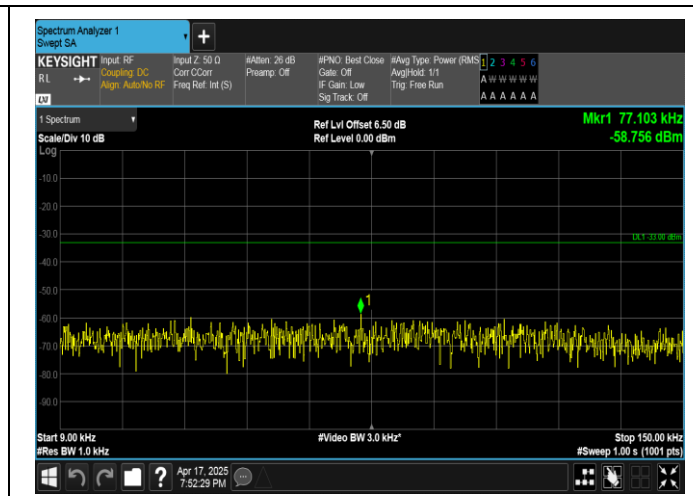 Spectrum Analyzer 1
Swept SA
KEYSIGHT
R L
LXI
Input: RF
Coupling: DC
Align: Auto/No RF
Input Z: 50 Ω
Corr CCorr
Freq Ref: Int (S)
#Atten: 26 dB
Preamp: Off
#PNO: Best Close
Gate: Off
IF Gain: Low
Sig Track: Off
#Avg Type: Power (RMS
Avg|Hold: 1/1
Trig: Free Run
1 2 3 4 5 6
A W W W W W
A A A A A A
1 Spectrum
Scale/Div 10 dB
Log
Ref Lvl Offset 6.50 dB
Ref Level 0.00 dBm
Mkr1 77.103 kHz
-58.756 dBm
-10.0
-20.0
-30.0
DL1 -33.00 dBm
-40.0
-50.0
1
-60.0
-70.0
-80.0
-90.0
Start 9.00 kHz
#Res BW 1.0 kHz
#Video BW 3.0 kHz*
Stop 150.00 kHz
#Sweep 1.00 s (1001 pts)
?
Apr 17, 2025
7:52:29 PM